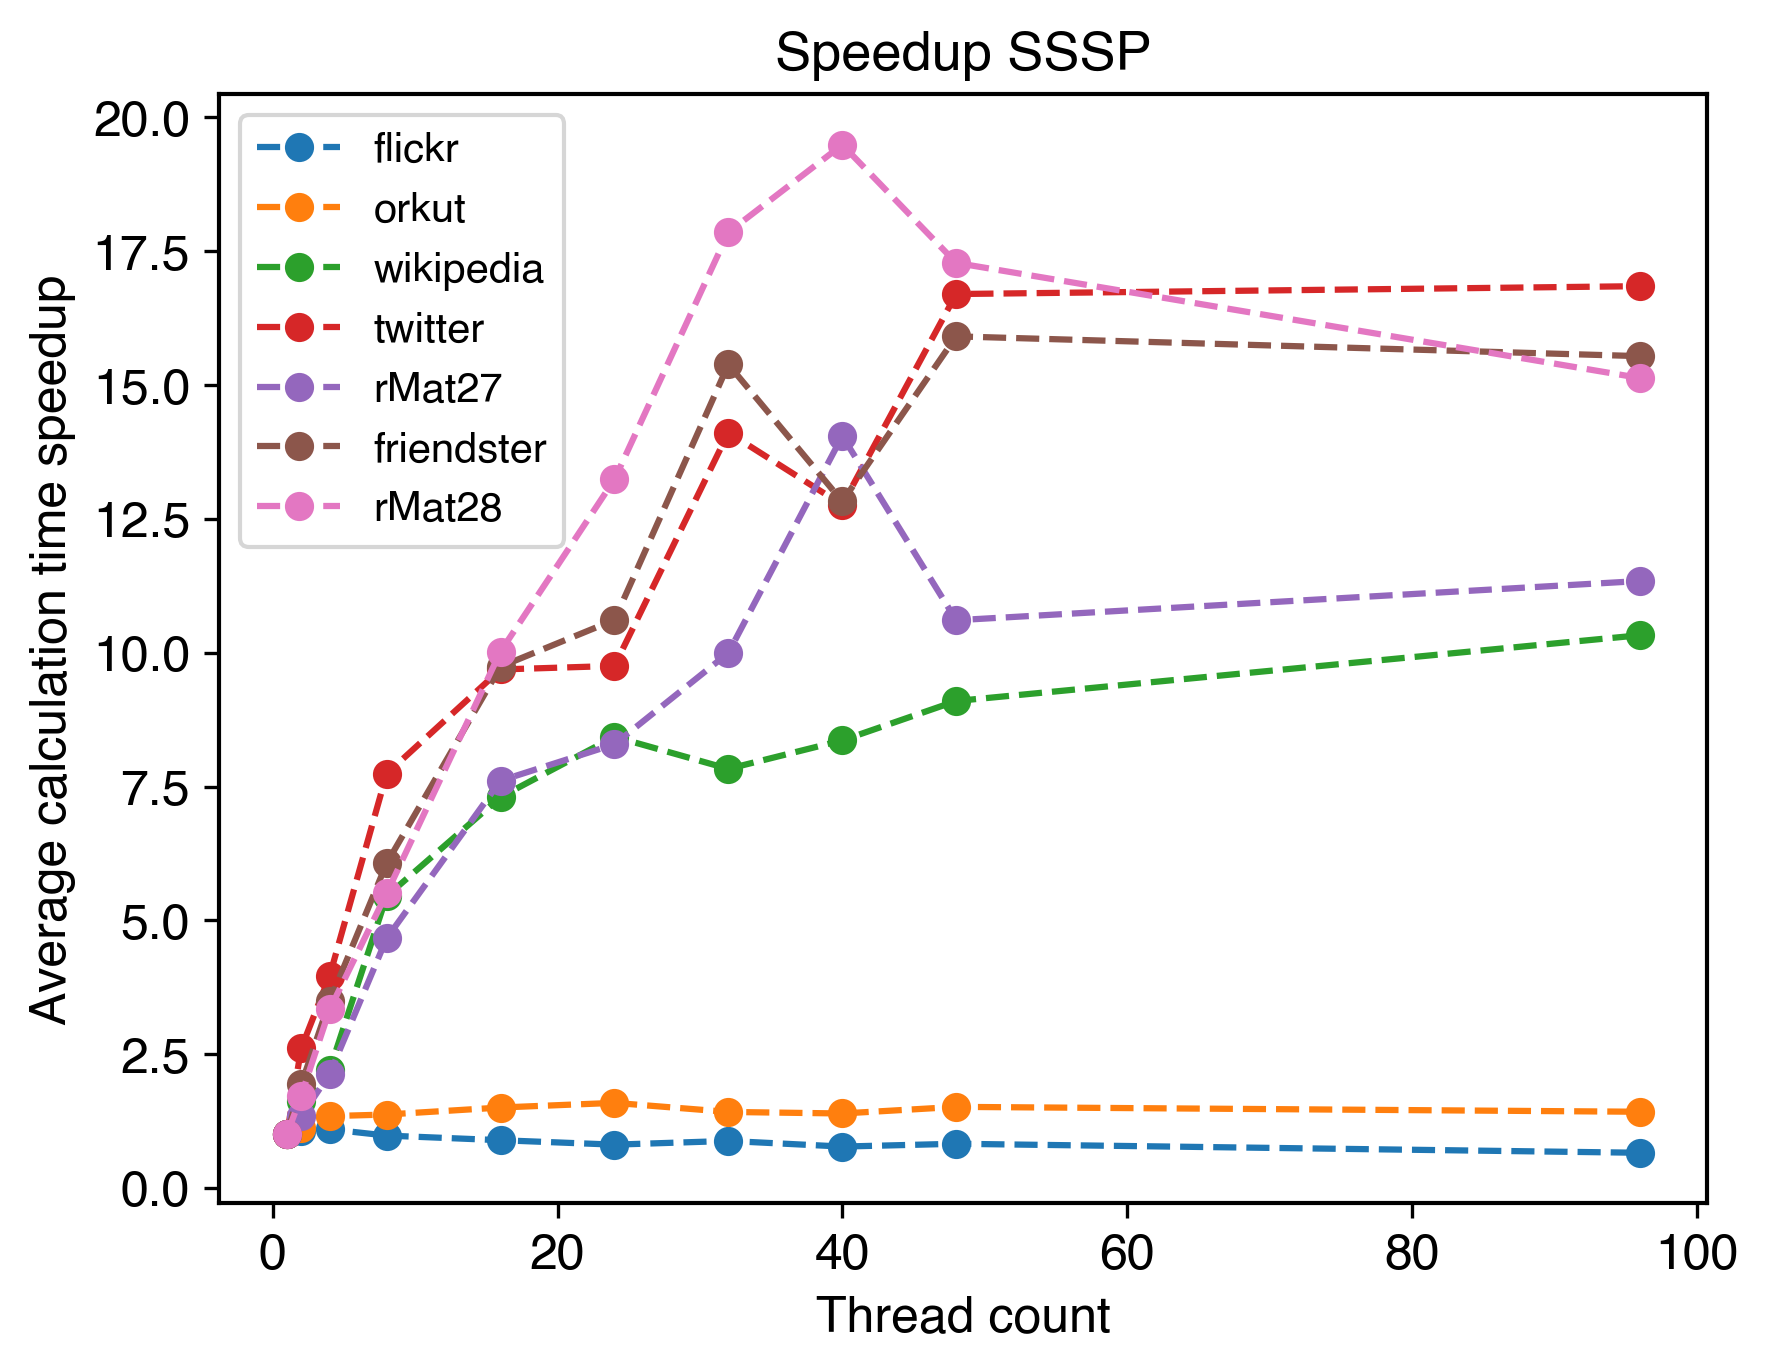 Speedup SSSP
20.0
17.5
15.0
12.5
10.0
7.5
5.0
2.5
0.0
Average calculation time speedup
flickr
orkut
wikipedia
twitter
rMat27
friendster
rMat28
0 20 40 60 80 100
Thread count